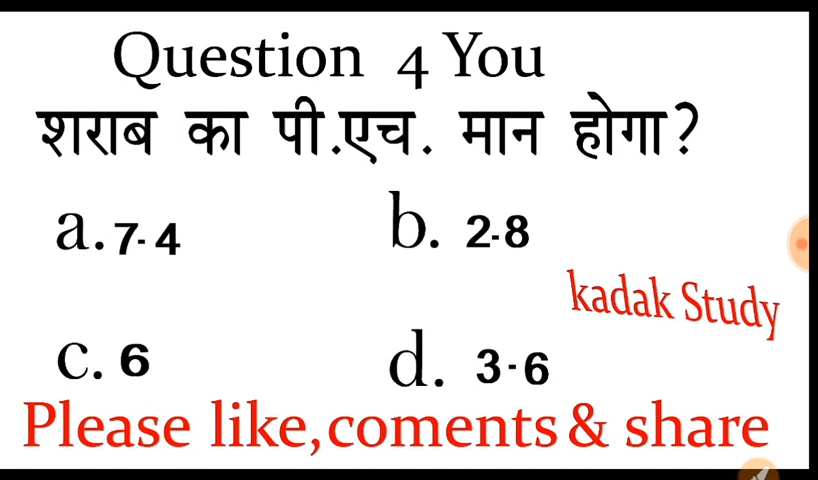 Question 4 You
शराब का पी.एच. मान होगा?
a. 7·4
b. 2·8
kadak Study
c. 6
d. 3·6
Please like,coments & share